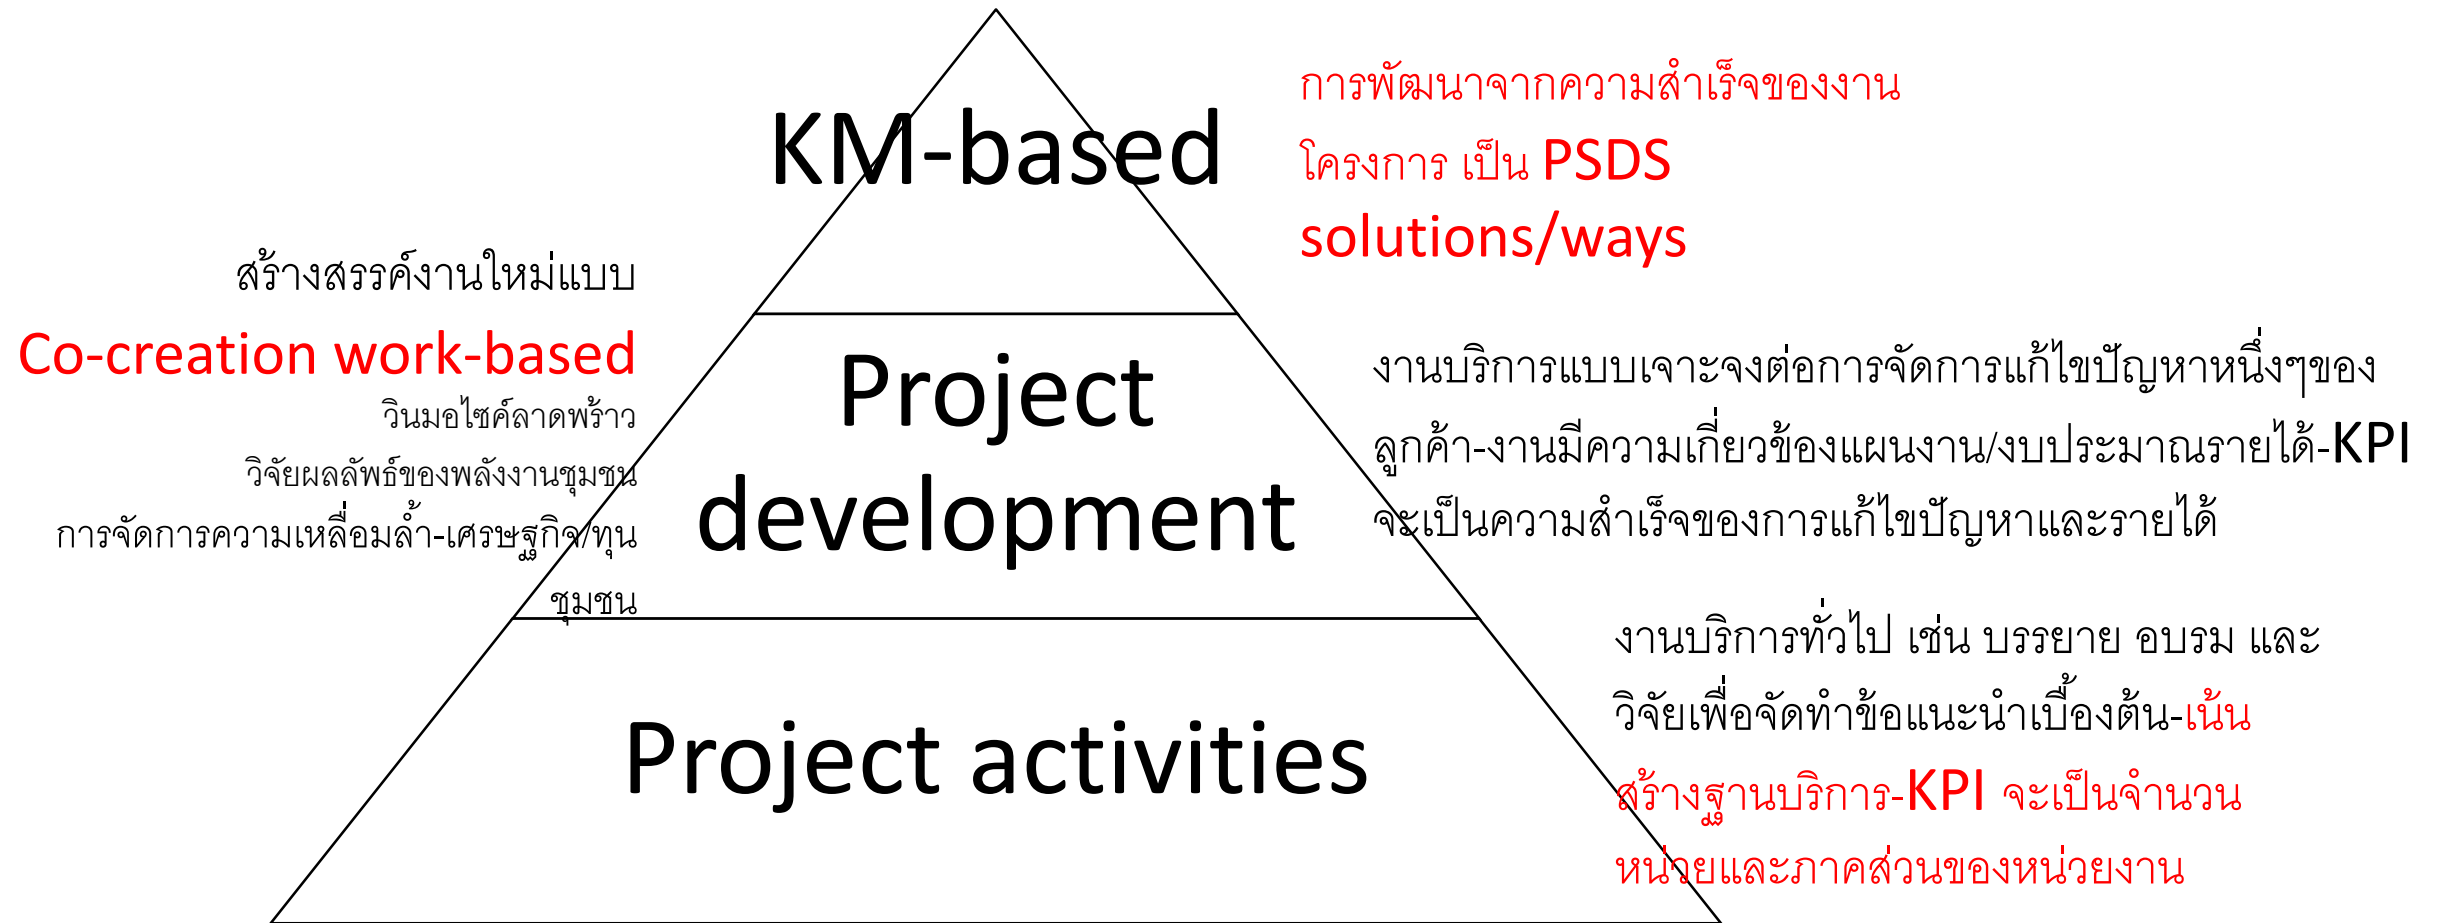 KM-based
การพัฒนาจากความสำเร็จของงาน
โครงการ เป็น PSDS
solutions/ways
สร้างสรรค์งานใหม่แบบ
Co-creation work-based
วินมอไซค์ลาดพร้าว
วิจัยผลลัพธ์ของพลังงานชุมชน
การจัดการความเหลื่อมล้ำ-เศรษฐกิจ/ทุน
ชุมชน
Project
development
งานบริการแบบเจาะจงต่อการจัดการแก้ไขปัญหาหนึ่งๆของ
ลูกค้า-งานมีความเกี่ยวข้องแผนงาน/งบประมาณรายได้-KPI
จะเป็นความสำเร็จของการแก้ไขปัญหาและรายได้
Project activities
งานบริการทั่วไป เช่น บรรยาย อบรม และ
วิจัยเพื่อจัดทำข้อแนะนำเบื้องต้น-เน้น
สร้างฐานบริการ-KPI จะเป็นจำนวน
หน่วยและภาคส่วนของหน่วยงาน